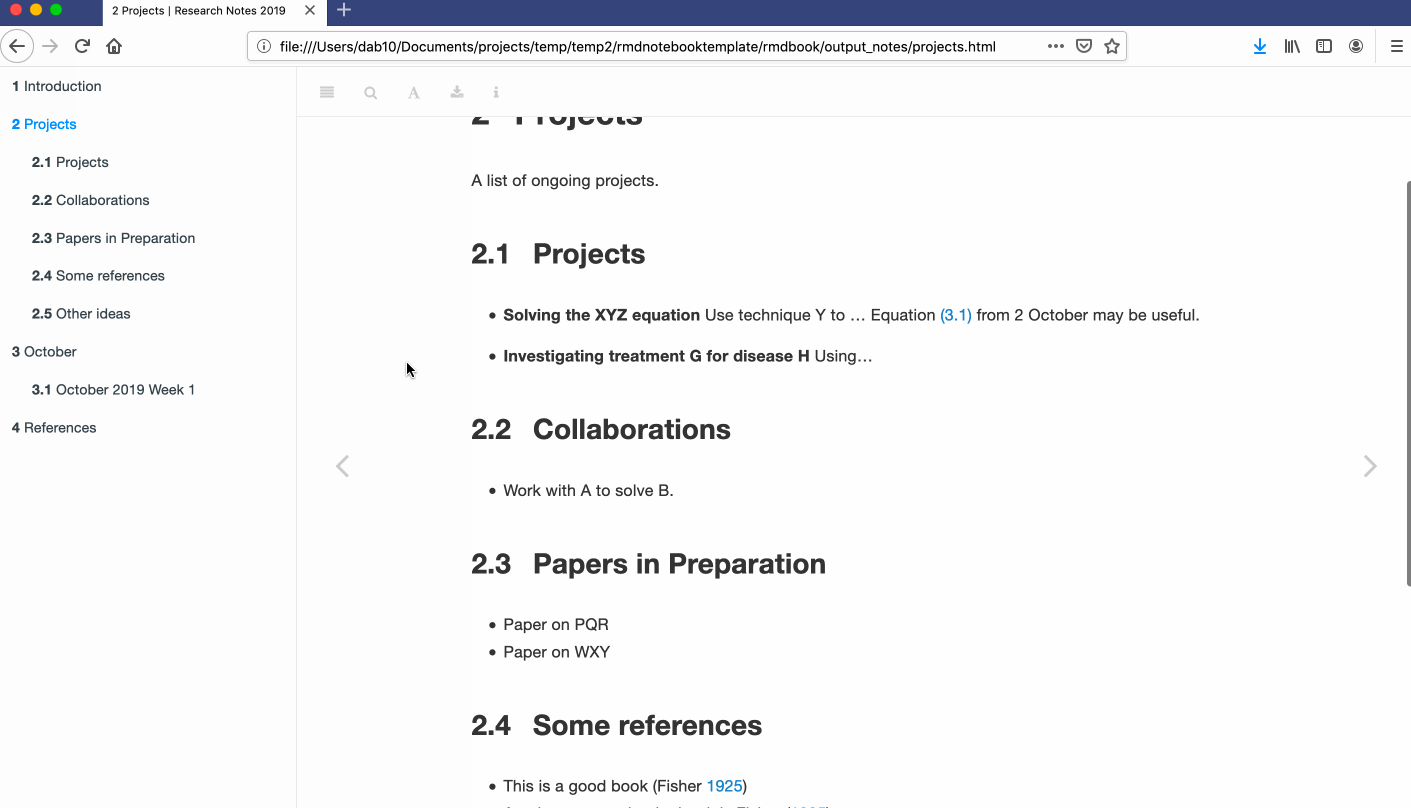 2 Projects | Research Notes 2019
file:///Users/dab10/Documents/projects/temp/temp2/rmdnotebooktemplate/rmdbook/output_notes/projects.html
1 Introduction
2 Projects
2.1 Projects
2.2 Collaborations
2.3 Papers in Preparation
2.4 Some references
2.5 Other ideas
3 October
3.1 October 2019 Week 1
4 References
A
i
2 Projects
A list of ongoing projects.
2.1 Projects
• Solving the XYZ equation Use technique Y to … Equation (3.1) from 2 October may be useful.
• Investigating treatment G for disease H Using…
2.2 Collaborations
• Work with A to solve B.
2.3 Papers in Preparation
• Paper on PQR
• Paper on WXY
2.4 Some references
• This is a good book (Fisher 1925)